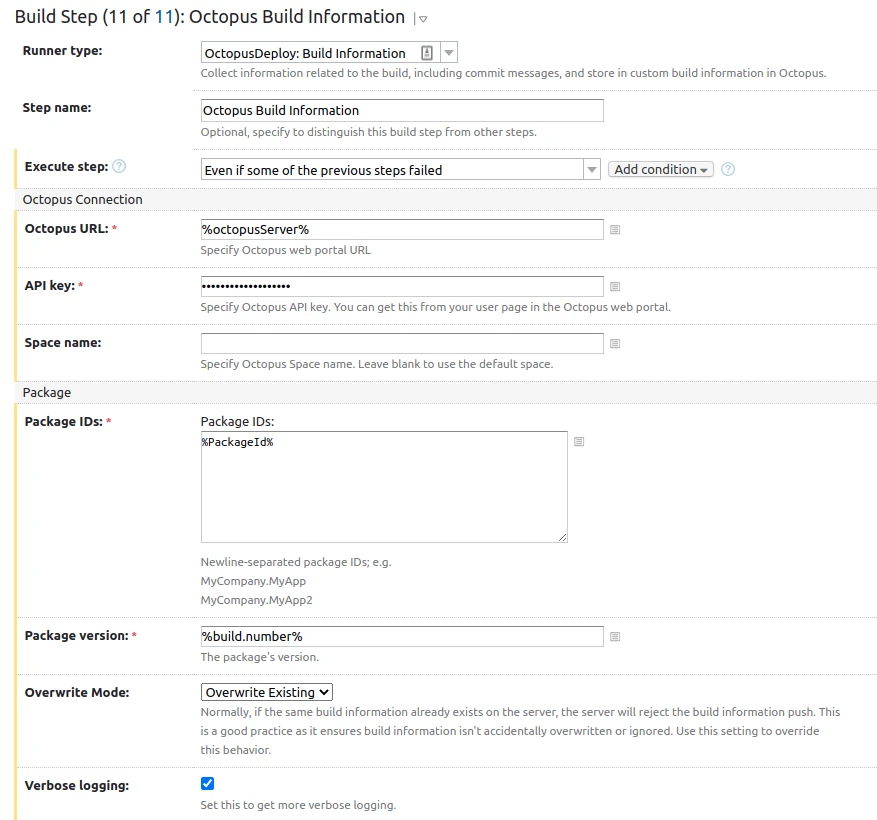 Build Step (11 of 11): Octopus Build Information
Runner type:
OctopusDeploy: Build Information
Collect information related to the build, including commit messages, and store in custom build information in Octopus.
Step name:
Octopus Build Information
Optional, specify to distinguish this build step from other steps.
Execute step:
Even if some of the previous steps failed
Add condition
Octopus Connection
Octopus URL: *
%octopusServer%
Specify Octopus web portal URL
API key: *
•••••••••••••••••••
Specify Octopus API key. You can get this from your user page in the Octopus web portal.
Space name:
Specify Octopus Space name. Leave blank to use the default space.
Package
Package IDs: *
Package IDs:
%PackageId%
Newline-separated package IDs; e.g.
MyCompany.MyApp
MyCompany.MyApp2
Package version: *
%build.number%
The package's version.
Overwrite Mode:
Overwrite Existing
Normally, if the same build information already exists on the server, the server will reject the build information push. This
is a good practice as it ensures build information isn't accidentally overwritten or ignored. Use this setting to override
this behavior.
Verbose logging:
Set this to get more verbose logging.